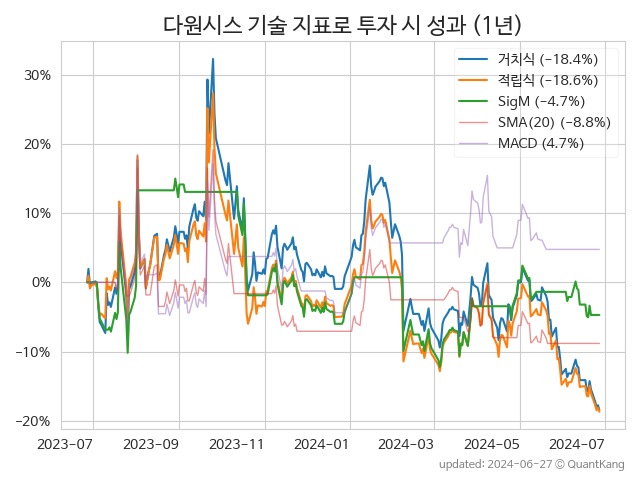 다원시스 기술 지표로 투자 시 성과 (1년)
거치식 (-18.4%)
적립식 (-18.6%)
SigM (-4.7%)
SMA(20) (-8.8%)
MACD (4.7%)
30%
20%
10%
0%
-10%
-20%
2023-07 2023-09 2023-11 2024-01 2024-03 2024-05 2024-07
updated: 2024-06-27 © QuantKang